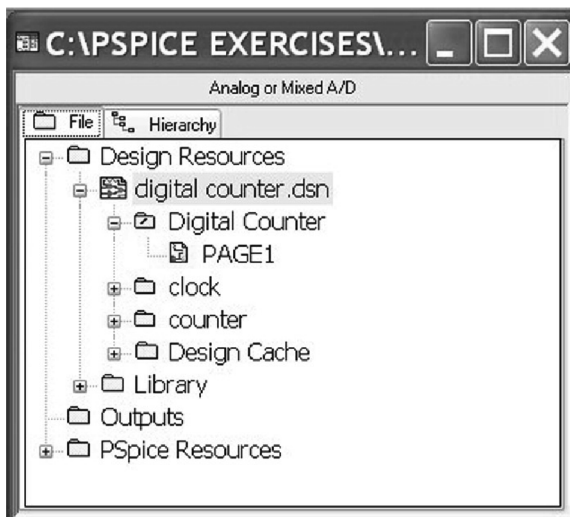 C:\PSPICE EXERCISES\...
Analog or Mixed A/D
File Hierarchy
Design Resources
digital counter.dsn
Digital Counter
PAGE1
clock
counter
Design Cache
Library
Outputs
PSpice Resources